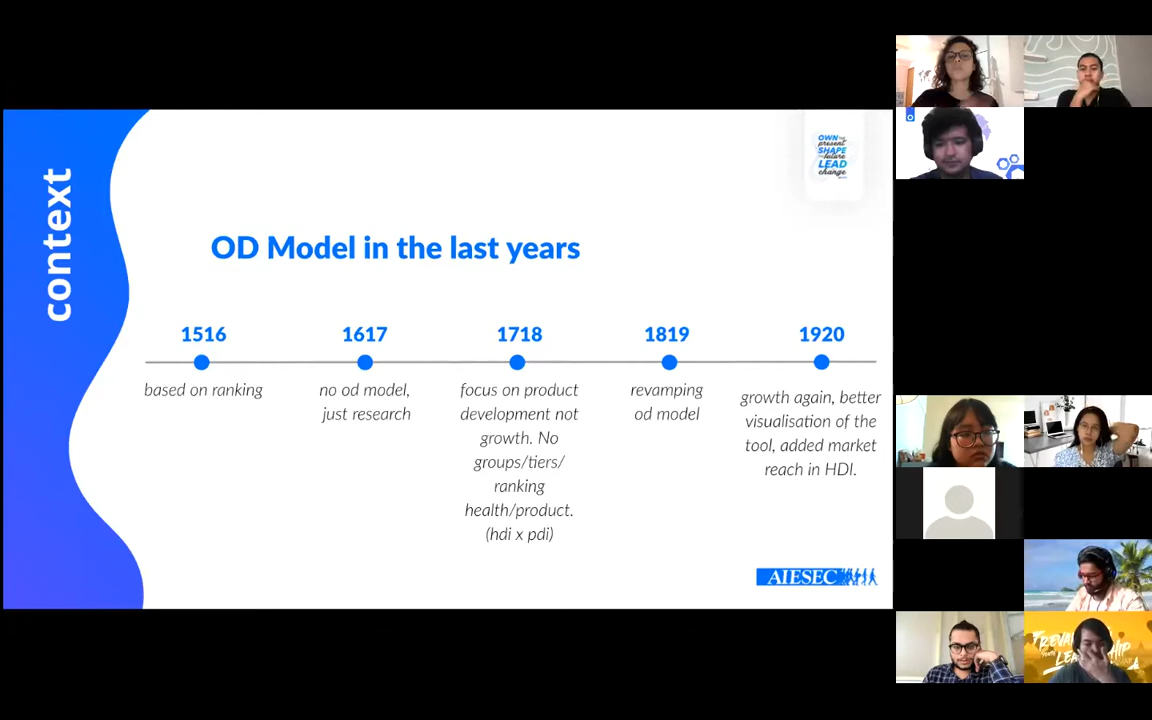 context
OWN the
present
SHAPE
the future
LEAD
change
OD Model in the last years
1516
1617
1718
1819
1920
based on ranking
no od model,
just research
focus on product
development not
growth. No
groups/tiers/
ranking
health/product.
(hdi x pdi)
revamping
od model
growth again, better
visualisation of the
tool, added market
reach in HDI.
AIESEC